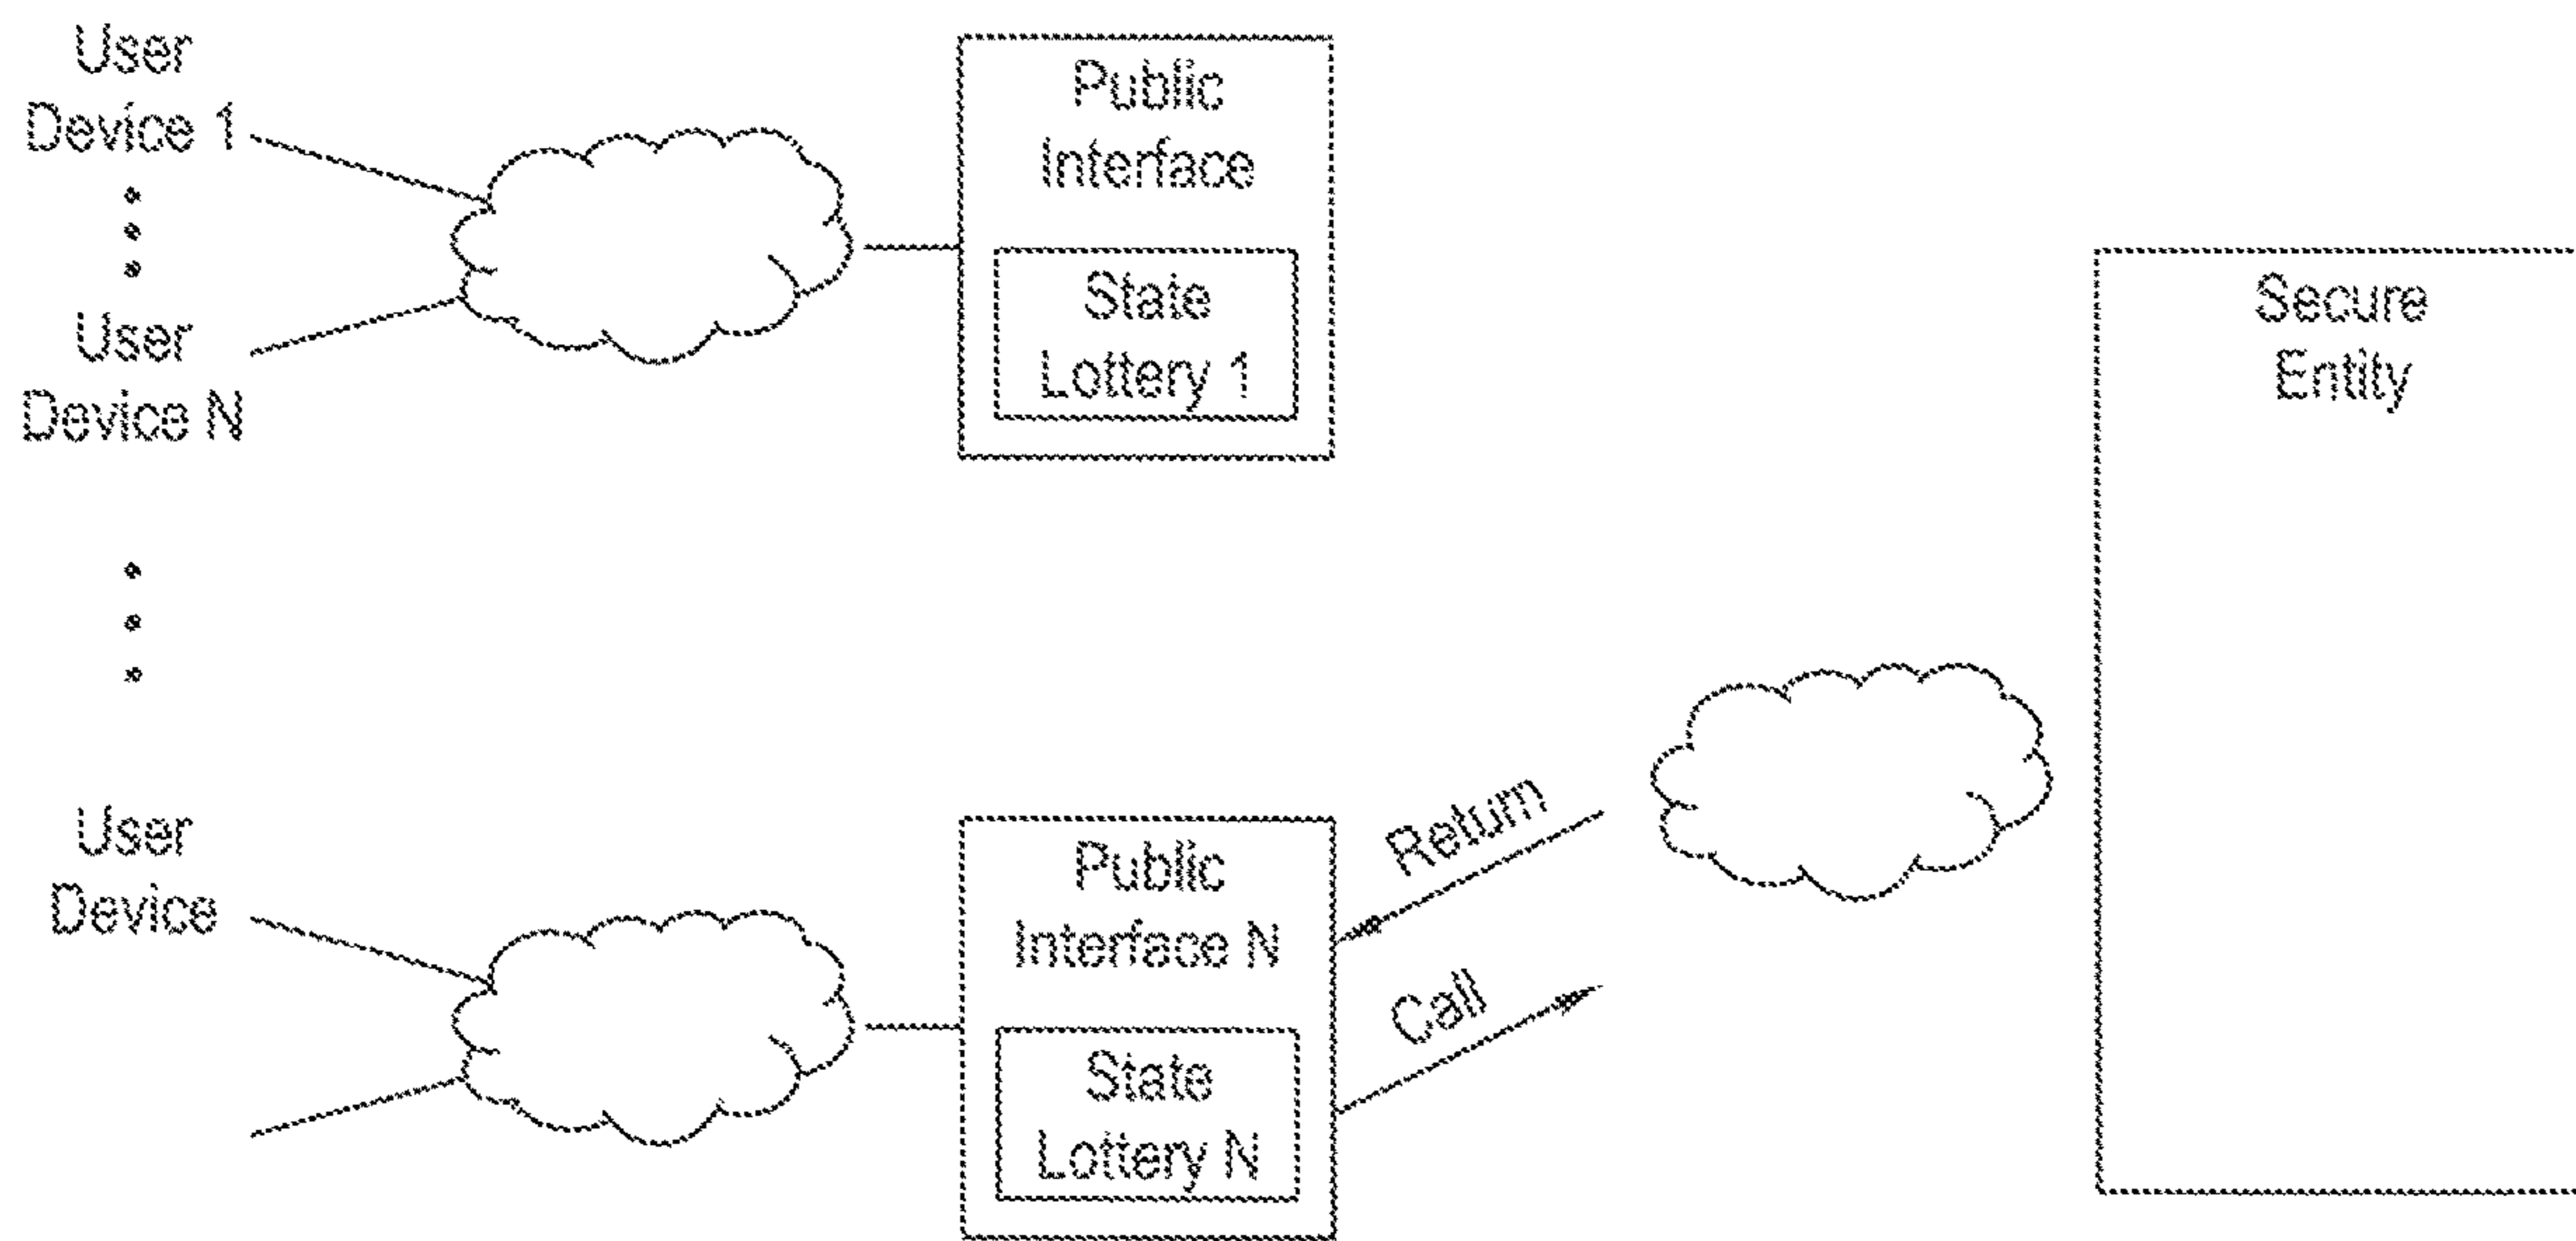 User
Device 1
User
Device N
Public
Interface
State
Lottery 1
Secure
Entity
User
Device
Public
Interface N
State
Lottery N
Return
Call